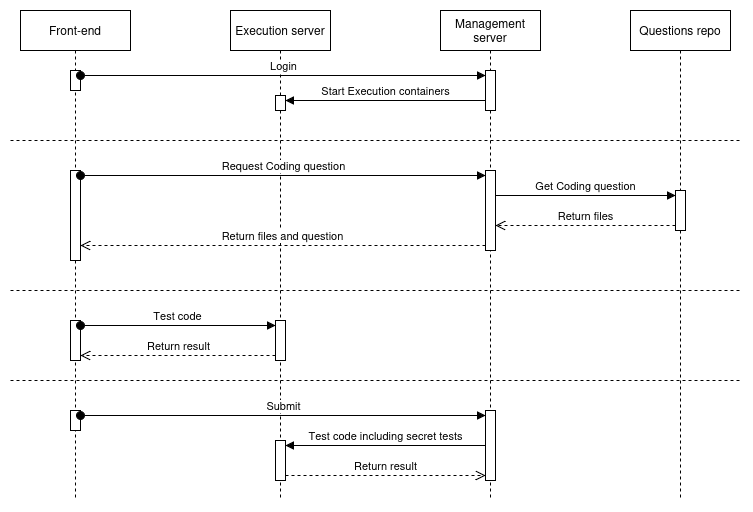 Front-end
Execution server
Management
server
Questions repo
Login
Start Execution containers
Request Coding question
Get Coding question
Return files
Return files and question
Test code
Return result
Submit
Test code including secret tests
Return result